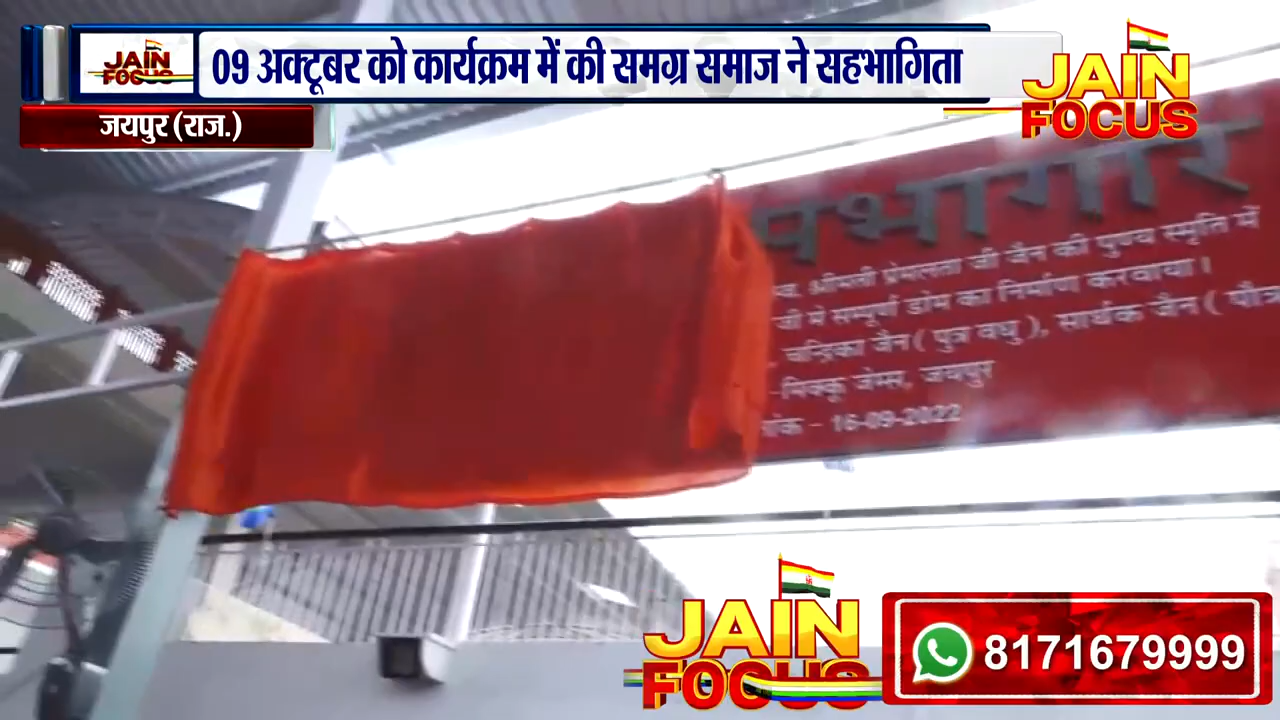 JAIN
FOCUS
09 अक्टूबर को कार्यक्रम में की समग्र समाज ने सहभागिता
JAIN
FOCUS
जयपुर (राज.)
पभागार
स्व. श्रीमती प्रेमलता जी जैन की पुण्य स्मृति में
जी में सम्पूर्ण डोम का निर्माण करवाया।
चन्द्रिका जैन ( पुत्र वधु ), सार्थक जैन ( पौत्र
जेम्स, जयपुर
- 16-09-2022
JAIN
FOCUS
8171679999